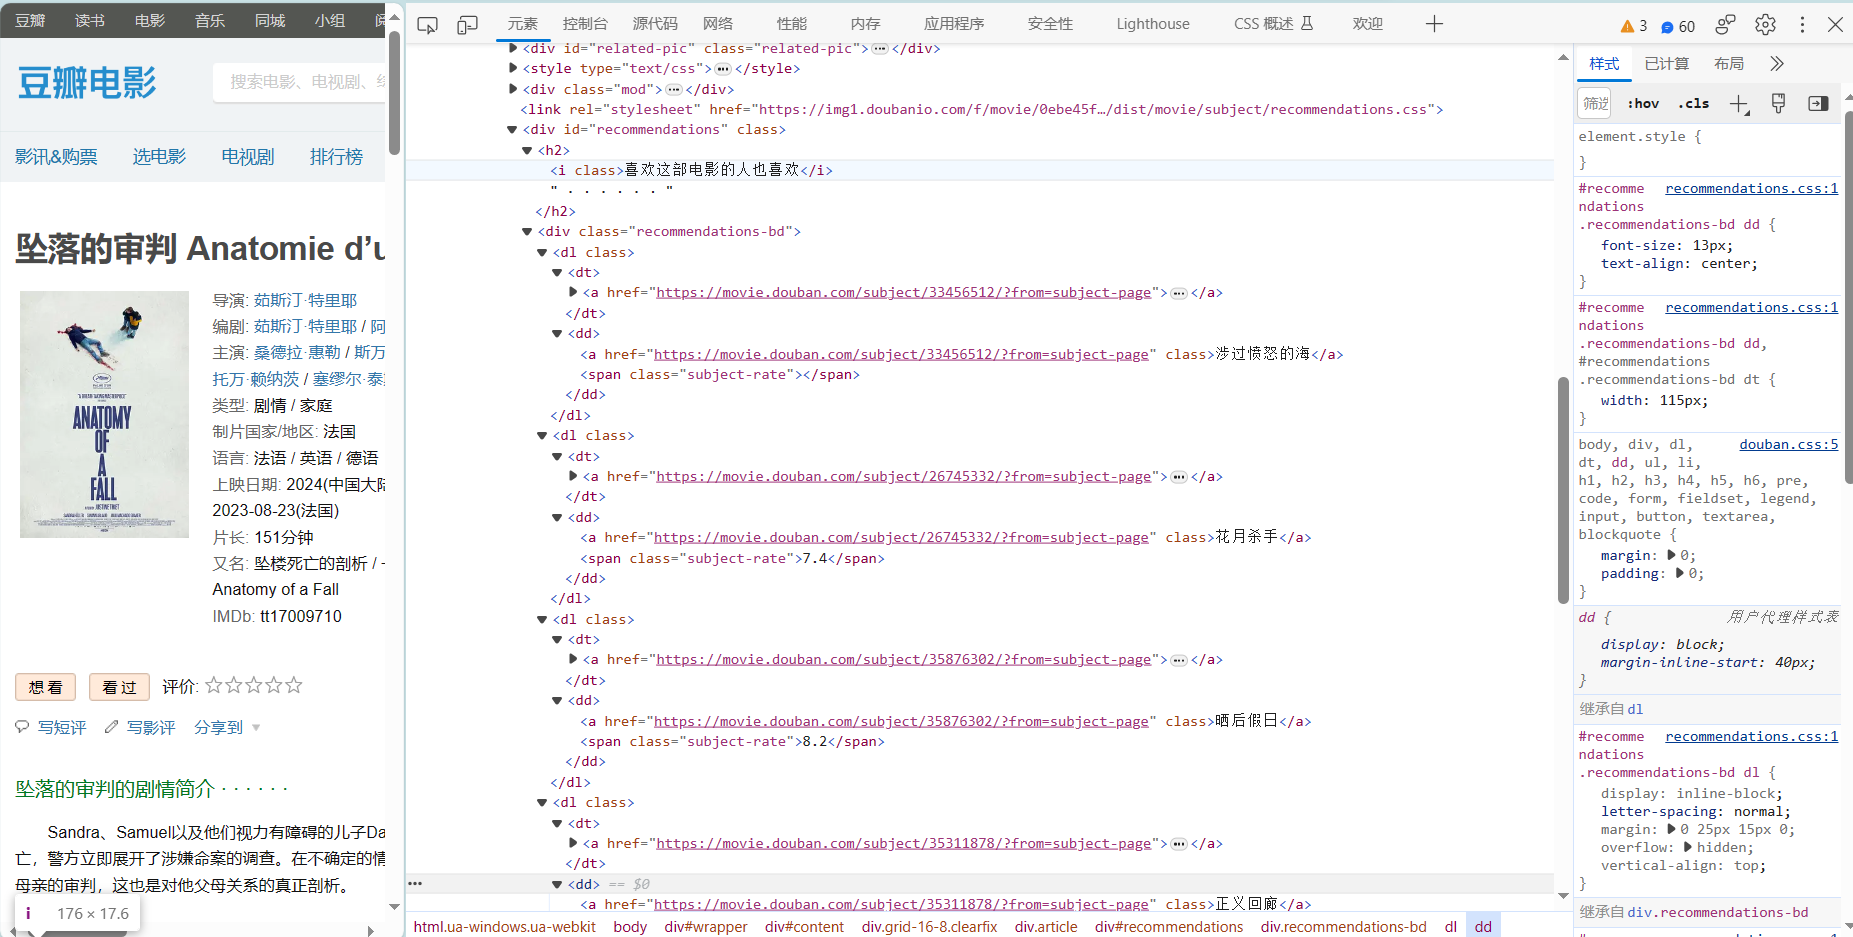 豆瓣 读书 电影 音乐 同城 小组
豆瓣电影
搜索电影、电视剧、
影讯&购票 选电影 电视剧 排行榜
坠落的审判 Anatomie d’u
ANATOMY
OF
A
FALL
导演: 茹斯汀·特里耶
编剧: 茹斯汀·特里耶 / 阿
主演: 桑德拉·惠勒 / 斯万
托万·赖纳茨 / 塞缪尔·泰
类型: 剧情 / 家庭
制片国家/地区: 法国
语言: 法语 / 英语 / 德语
上映日期: 2024(中国大陆
2023-08-23(法国)
片长: 151分钟
又名: 坠楼死亡的剖析 /
Anatomy of a Fall
IMDb: tt17009710
想看 看过 评价:
写短评 写影评 分享到
坠落的审判的剧情简介 · · · · · ·
Sandra、Samuel以及他们视力有障碍的儿子Da
亡，警方立即展开了涉嫌命案的调查。在不确定的情
母亲的审判，这也是对他父母关系的真正剖析。
i 176 × 17.6
元素 控制台 源代码 网络 性能 内存 应用程序 安全性 Lighthouse CSS 概述 欢迎 3 60
<div id="related-pic" class="related-pic">…</div>
<style type="text/css">…</style>
<div class="mod">…</div>
<link rel="stylesheet" href="https://img1.doubanio.com/f/movie/0ebe45f…/dist/movie/subject/recommendations.css">
<div id="recommendations" class>
<h2>
<i class>喜欢这部电影的人也喜欢</i>
" · · · · · · "
</h2>
<div class="recommendations-bd">
<dl class>
<dt>
<a href="https://movie.douban.com/subject/33456512/?from=subject-page">…</a>
</dt>
<dd>
<a href="https://movie.douban.com/subject/33456512/?from=subject-page" class>涉过愤怒的海</a>
<span class="subject-rate"></span>
</dd>
</dl>
<dl class>
<dt>
<a href="https://movie.douban.com/subject/26745332/?from=subject-page">…</a>
</dt>
<dd>
<a href="https://movie.douban.com/subject/26745332/?from=subject-page" class>花月杀手</a>
<span class="subject-rate">7.4</span>
</dd>
</dl>
<dl class>
<dt>
<a href="https://movie.douban.com/subject/35876302/?from=subject-page">…</a>
</dt>
<dd>
<a href="https://movie.douban.com/subject/35876302/?from=subject-page" class>晒后假日</a>
<span class="subject-rate">8.2</span>
</dd>
</dl>
<dl class>
<dt>
<a href="https://movie.douban.com/subject/35311878/?from=subject-page">…</a>
</dt>
<dd> == $0
<a href="https://movie.douban.com/subject/35311878/?from=subject-page" class>正义回廊</a>
html.ua-windows.ua-webkit body div#wrapper div#content div.grid-16-8.clearfix div.article div#recommendations div.recommendations-bd dl dd
样式 已计算 布局
筛选 :hov .cls
element.style {
}
#recomme recommendations.css:1
ndations
.recommendations-bd dd {
font-size: 13px;
text-align: center;
}
#recomme recommendations.css:1
ndations
.recommendations-bd dd,
#recommendations
.recommendations-bd dt {
width: 115px;
}
body, div, dl, douban.css:5
dt, dd, ul, li,
h1, h2, h3, h4, h5, h6, pre,
code, form, fieldset, legend,
input, button, textarea,
blockquote {
margin: 0;
padding: 0;
}
dd { 用户代理样式表
display: block;
margin-inline-start: 40px;
}
继承自 dl
#recomme recommendations.css:1
ndations
.recommendations-bd dl {
display: inline-block;
letter-spacing: normal;
margin: 0 25px 15px 0;
overflow: hidden;
vertical-align: top;
}
继承自 div.recommendations-bd